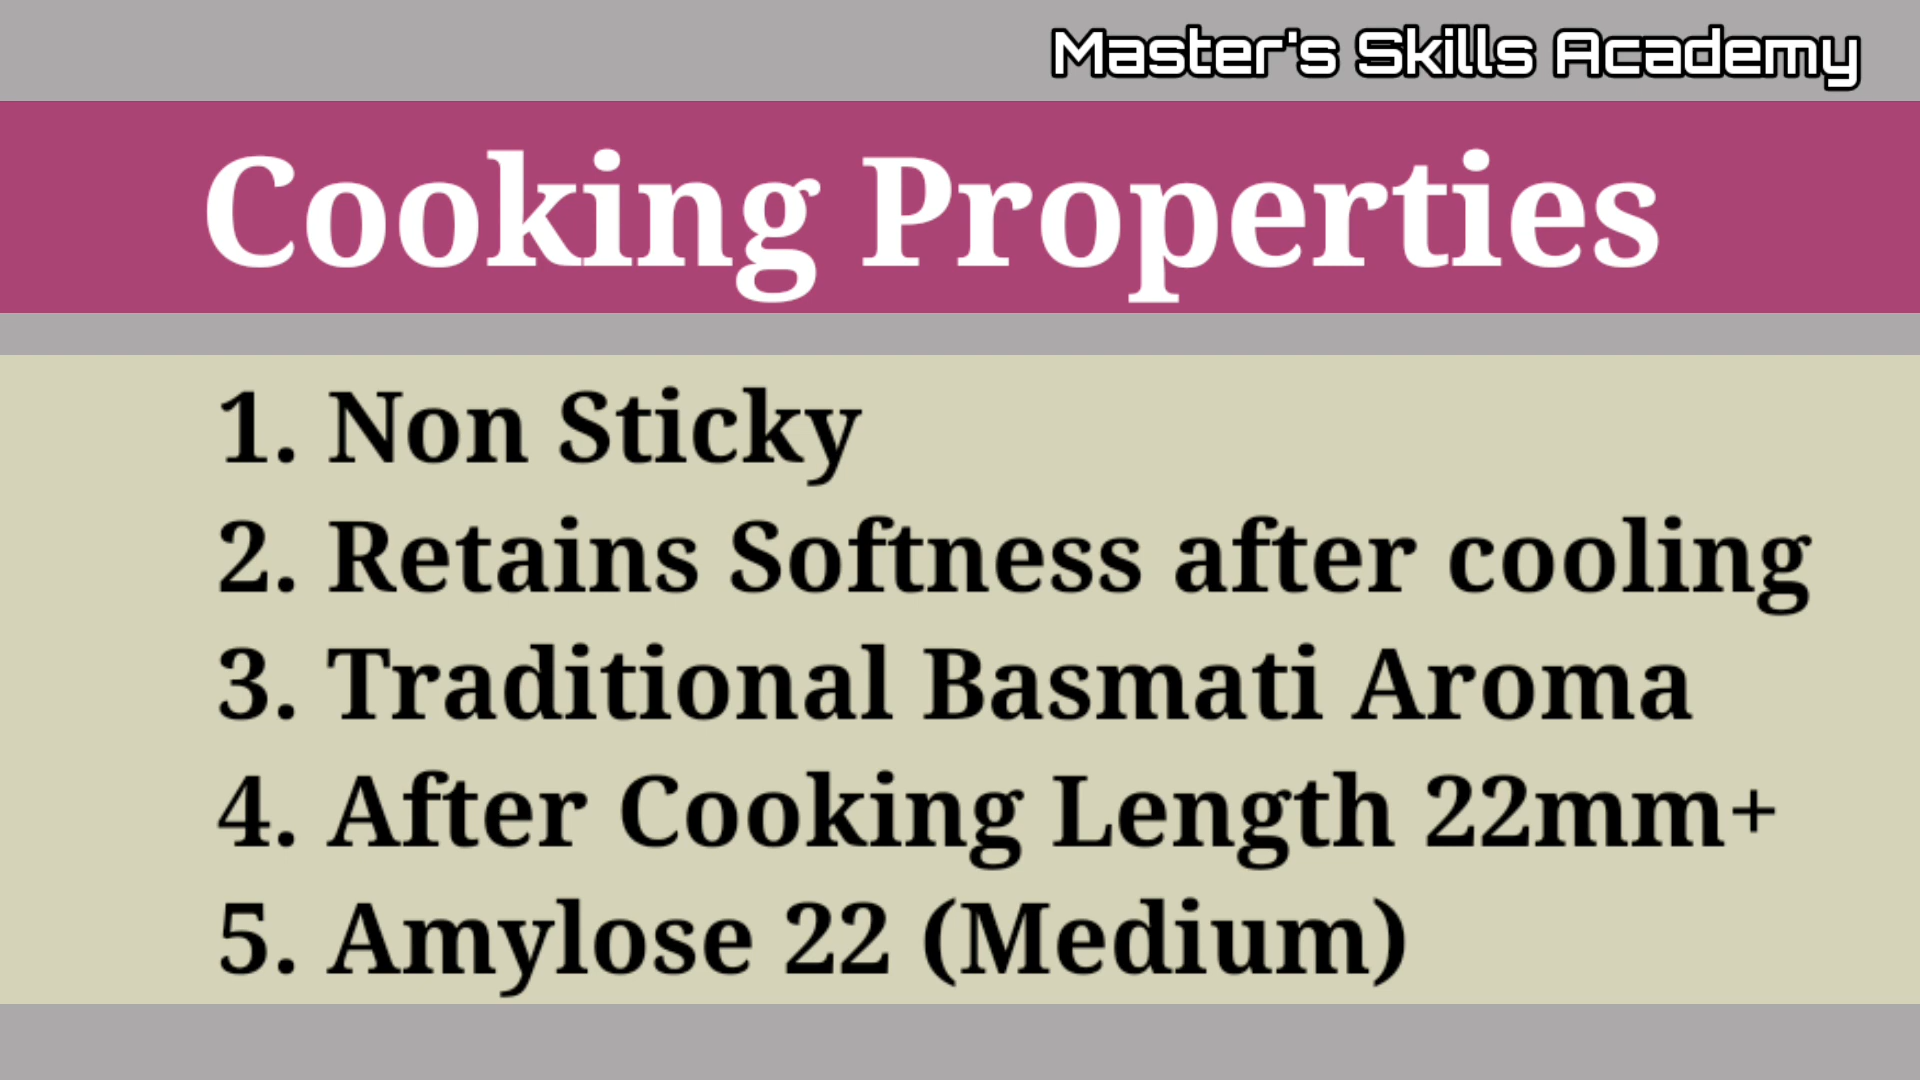 Master's Skills Academy
Cooking Properties
1. Non Sticky
2. Retains Softness after cooling
3. Traditional Basmati Aroma
4. After Cooking Length 22mm+
5. Amylose 22 (Medium)